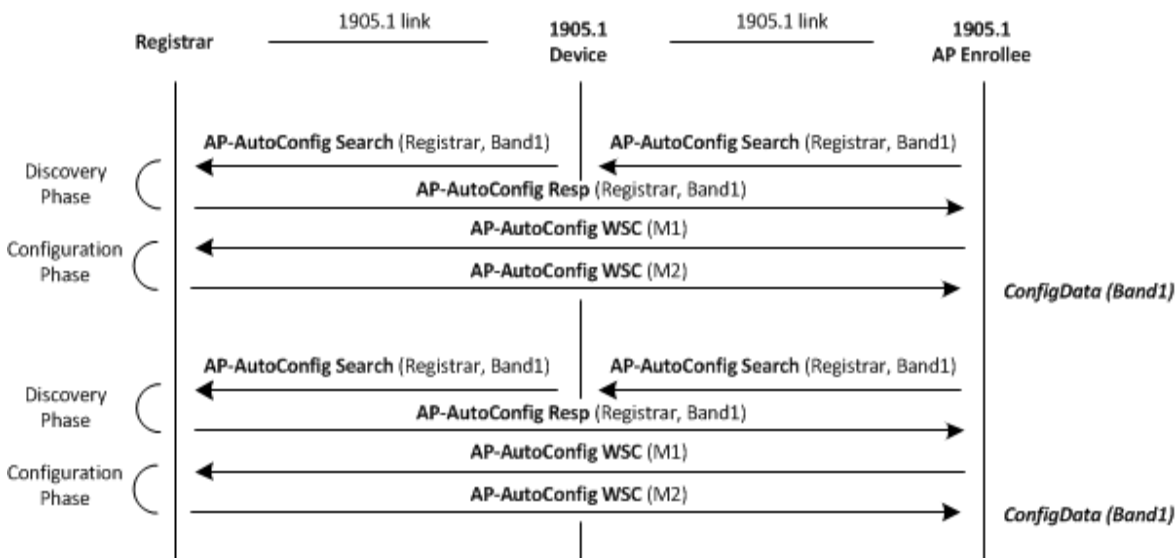 1905.1 link
1905.1 link
Registrar
1905.1
Device
1905.1
AP Enrollee
AP-AutoConfig Search (Registrar, Band1)
AP-AutoConfig Search (Registrar, Band1)
Discovery
Phase
AP-AutoConfig Resp (Registrar, Band1)
AP-AutoConfig WSC (M1)
Configuration
Phase
AP-AutoConfig WSC (M2)
ConfigData (Band1)
AP-AutoConfig Search (Registrar, Band1)
AP-AutoConfig Search (Registrar, Band1)
Discovery
Phase
AP-AutoConfig Resp (Registrar, Band1)
AP-AutoConfig WSC (M1)
Configuration
Phase
AP-AutoConfig WSC (M2)
ConfigData (Band1)